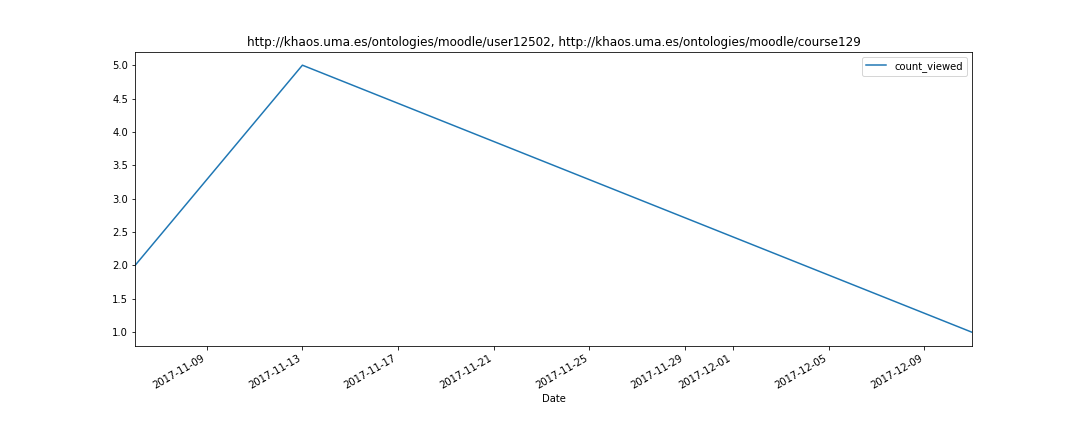 http://khaos.uma.es/ontologies/moodle/user12502, http://khaos.uma.es/ontologies/moodle/course129
count_viewed
5.0
4.5
4.0
3.5
3.0
2.5
2.0
1.5
1.0
2017-11-09 2017-11-13 2017-11-17 2017-11-21 2017-11-25 2017-11-29 2017-12-01 2017-12-05 2017-12-09
Date